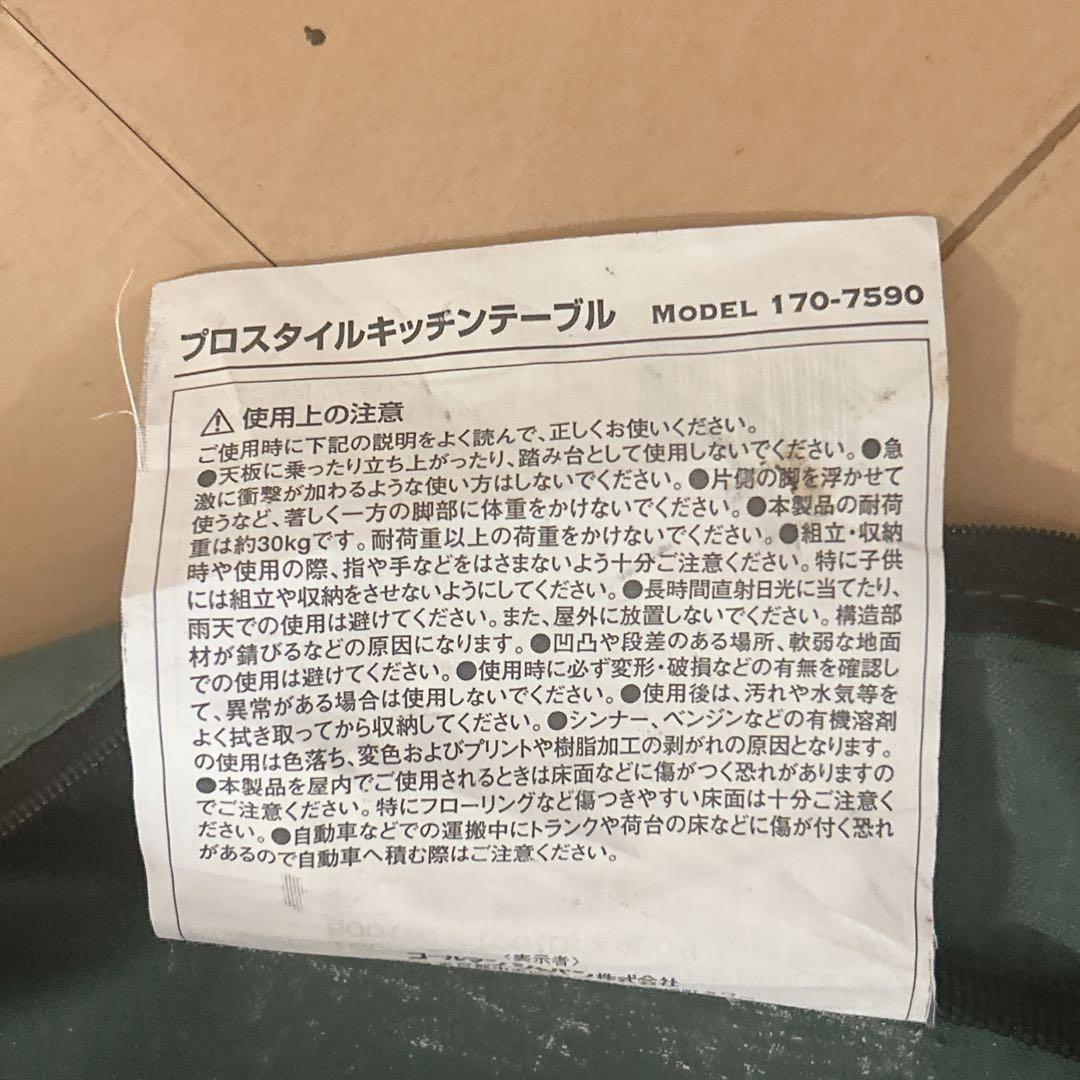 プロスタイルキッチンテーブル MODEL 170-7590
⚠ 使用上の注意
ご使用時に下記の説明をよく読んで、正しくお使いください。
●天板に乗ったり立ち上がったり、踏み台として使用しないでください。●急
激に衝撃が加わるような使い方はしないでください。●片側の脚を浮かせて
使うなど、著しく一方の脚部に体重をかけないでください。●本製品の耐荷
重は約30kgです。耐荷重以上の荷重をかけないでください。●組立・収納
時や使用の際、指や手などをはさまないよう十分ご注意ください。特に子供
には組立や収納をさせないようにしてください。●長時間直射日光に当てたり、
雨天での使用は避けてください。また、屋外に放置しないでください。構造部
材が錆びるなどの原因になります。●凹凸や段差のある場所、軟弱な地面
での使用は避けてください。●使用時に必ず変形・破損などの有無を確認し
て、異常がある場合は使用しないでください。●使用後は、汚れや水気等を
よく拭き取ってから収納してください。●シンナー、ベンジンなどの有機溶剤
の使用は色落ち、変色およびプリントや樹脂加工の剥がれの原因となります。
●本製品を屋内でご使用されるときは床面などに傷がつく恐れがありますの
でご注意ください。特にフローリングなど傷つきやすい床面は十分ご注意く
ださい。●自動車などでの運搬中にトランクや荷台の床などに傷が付く恐れ
があるので自動車へ積む際はご注意ください。
〈表示者〉